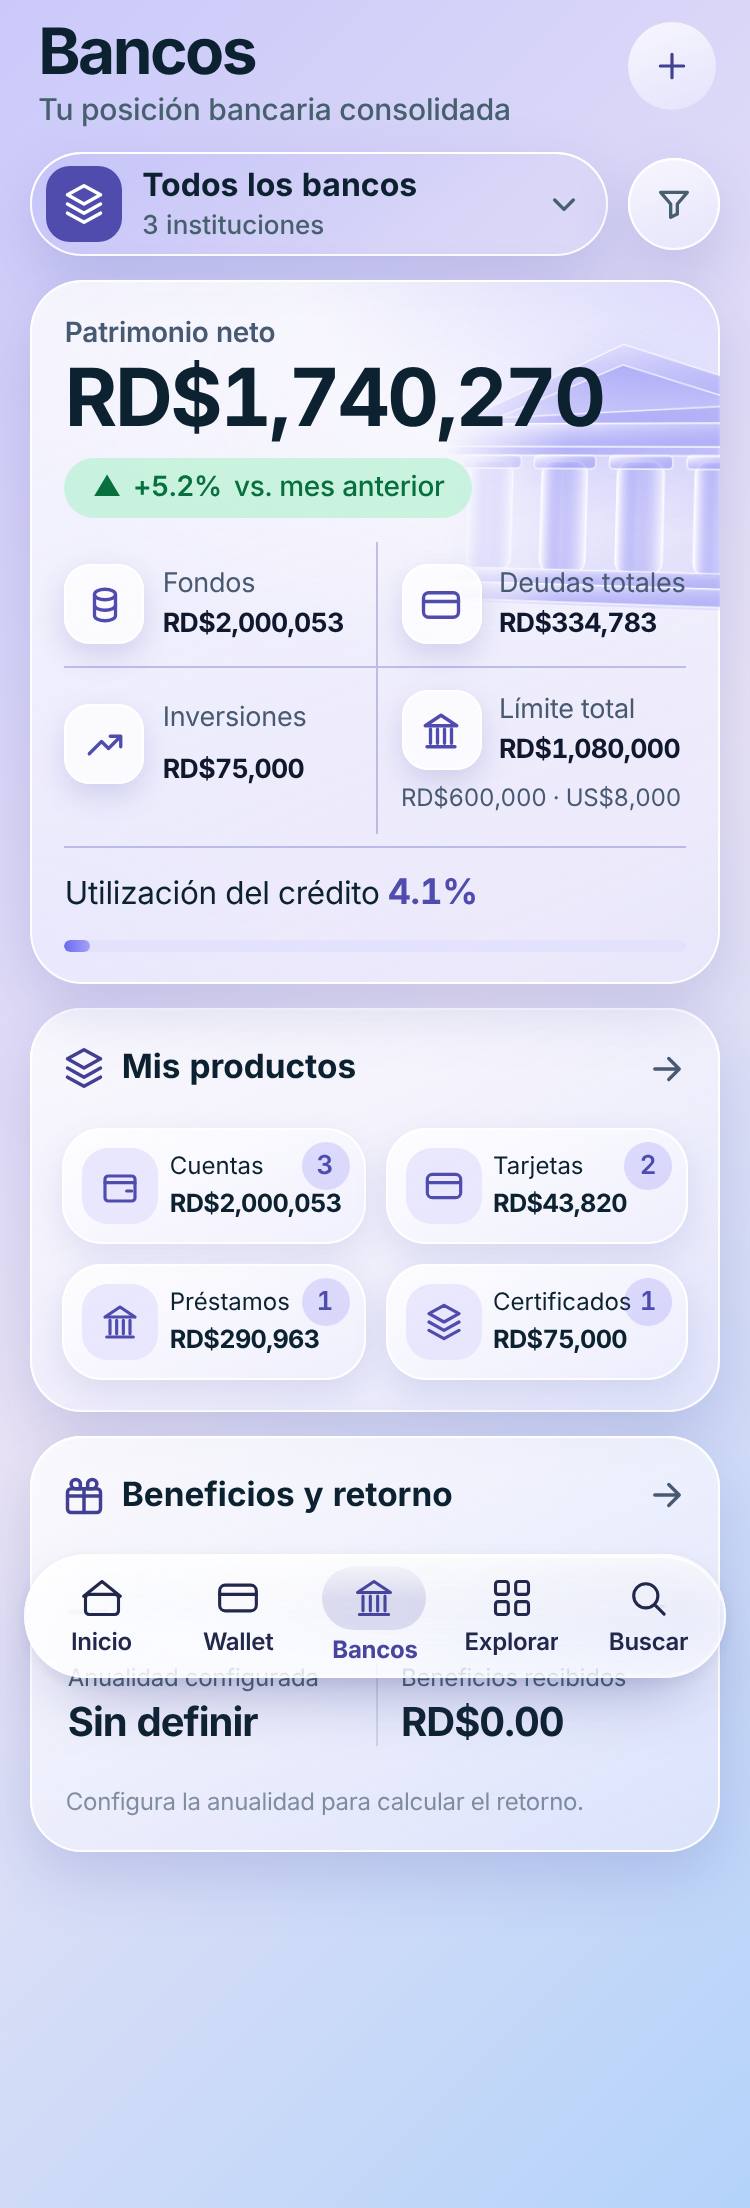 Bancos
Tu posición bancaria consolidada
Todos los bancos
3 instituciones
Patrimonio neto
RD$1,740,270
+5.2% vs. mes anterior
Fondos
RD$2,000,053
Deudas totales
RD$334,783
Inversiones
RD$75,000
Límite total
RD$1,080,000
RD$600,000 · US$8,000
Utilización del crédito 4.1%
Mis productos
Cuentas 3
RD$2,000,053
Tarjetas 2
RD$43,820
Préstamos 1
RD$290,963
Certificados 1
RD$75,000
Beneficios y retorno
Inicio
Wallet
Bancos
Explorar
Buscar
Anualidad configurada
Sin definir
Beneficios recibidos
RD$0.00
Configura la anualidad para calcular el retorno.